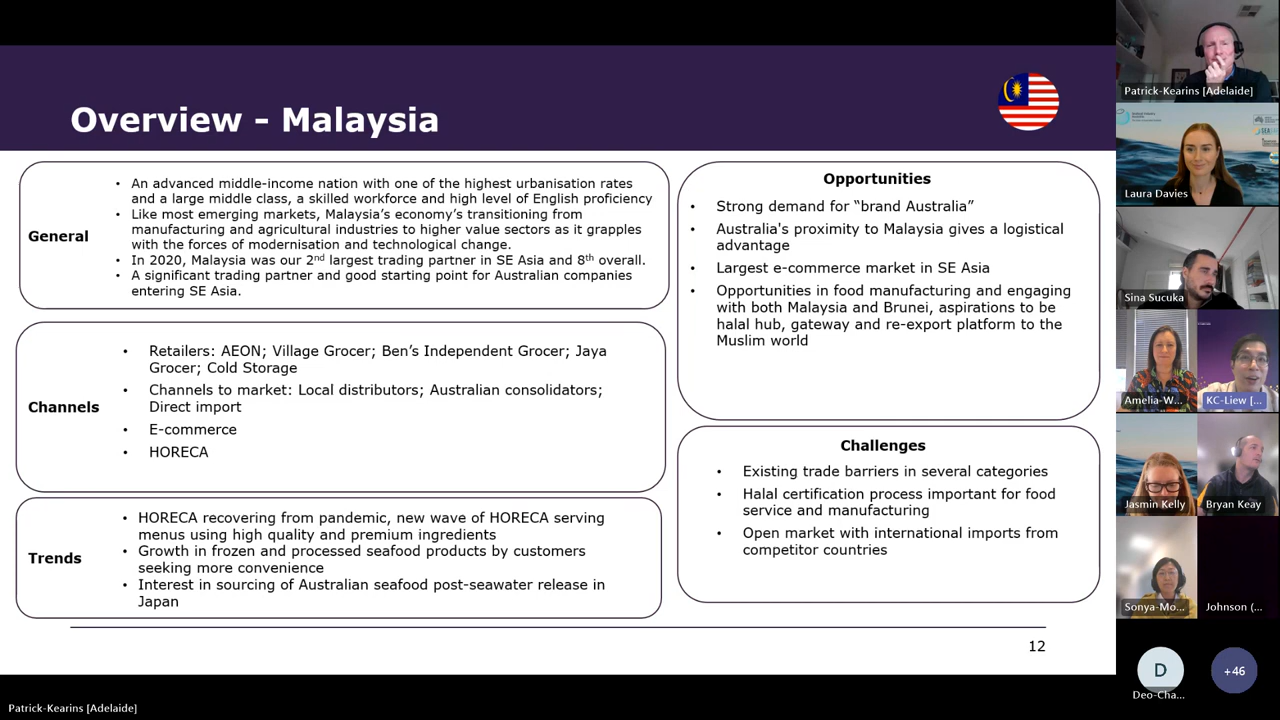 Overview - Malaysia
General
• An advanced middle-income nation with one of the highest urbanisation rates
and a large middle class, a skilled workforce and high level of English proficiency
• Like most emerging markets, Malaysia's economy's transitioning from
manufacturing and agricultural industries to higher value sectors as it grapples
with the forces of modernisation and technological change.
• In 2020, Malaysia was our 2nd largest trading partner in SE Asia and 8th overall.
• A significant trading partner and good starting point for Australian companies
entering SE Asia.
Channels
• Retailers: AEON; Village Grocer; Ben's Independent Grocer; Jaya
Grocer; Cold Storage
• Channels to market: Local distributors; Australian consolidators;
Direct import
• E-commerce
• HORECA
Trends
• HORECA recovering from pandemic, new wave of HORECA serving
menus using high quality and premium ingredients
• Growth in frozen and processed seafood products by customers
seeking more convenience
• Interest in sourcing of Australian seafood post-seawater release in
Japan
Opportunities
• Strong demand for “brand Australia”
• Australia's proximity to Malaysia gives a logistical
advantage
• Largest e-commerce market in SE Asia
• Opportunities in food manufacturing and engaging
with both Malaysia and Brunei, aspirations to be
halal hub, gateway and re-export platform to the
Muslim world
Challenges
• Existing trade barriers in several categories
• Halal certification process important for food
service and manufacturing
• Open market with international imports from
competitor countries
12
Patrick-Kearins [Adelaide]
Patrick-Kearins [Adelaide]
Laura Davies
Sina Sucuka
Amelia-W...
KC-Liew [...
Jasmin Kelly
Bryan Keay
Sonya-Mo...
Johnson (...
D
Deo-Cha...
+46